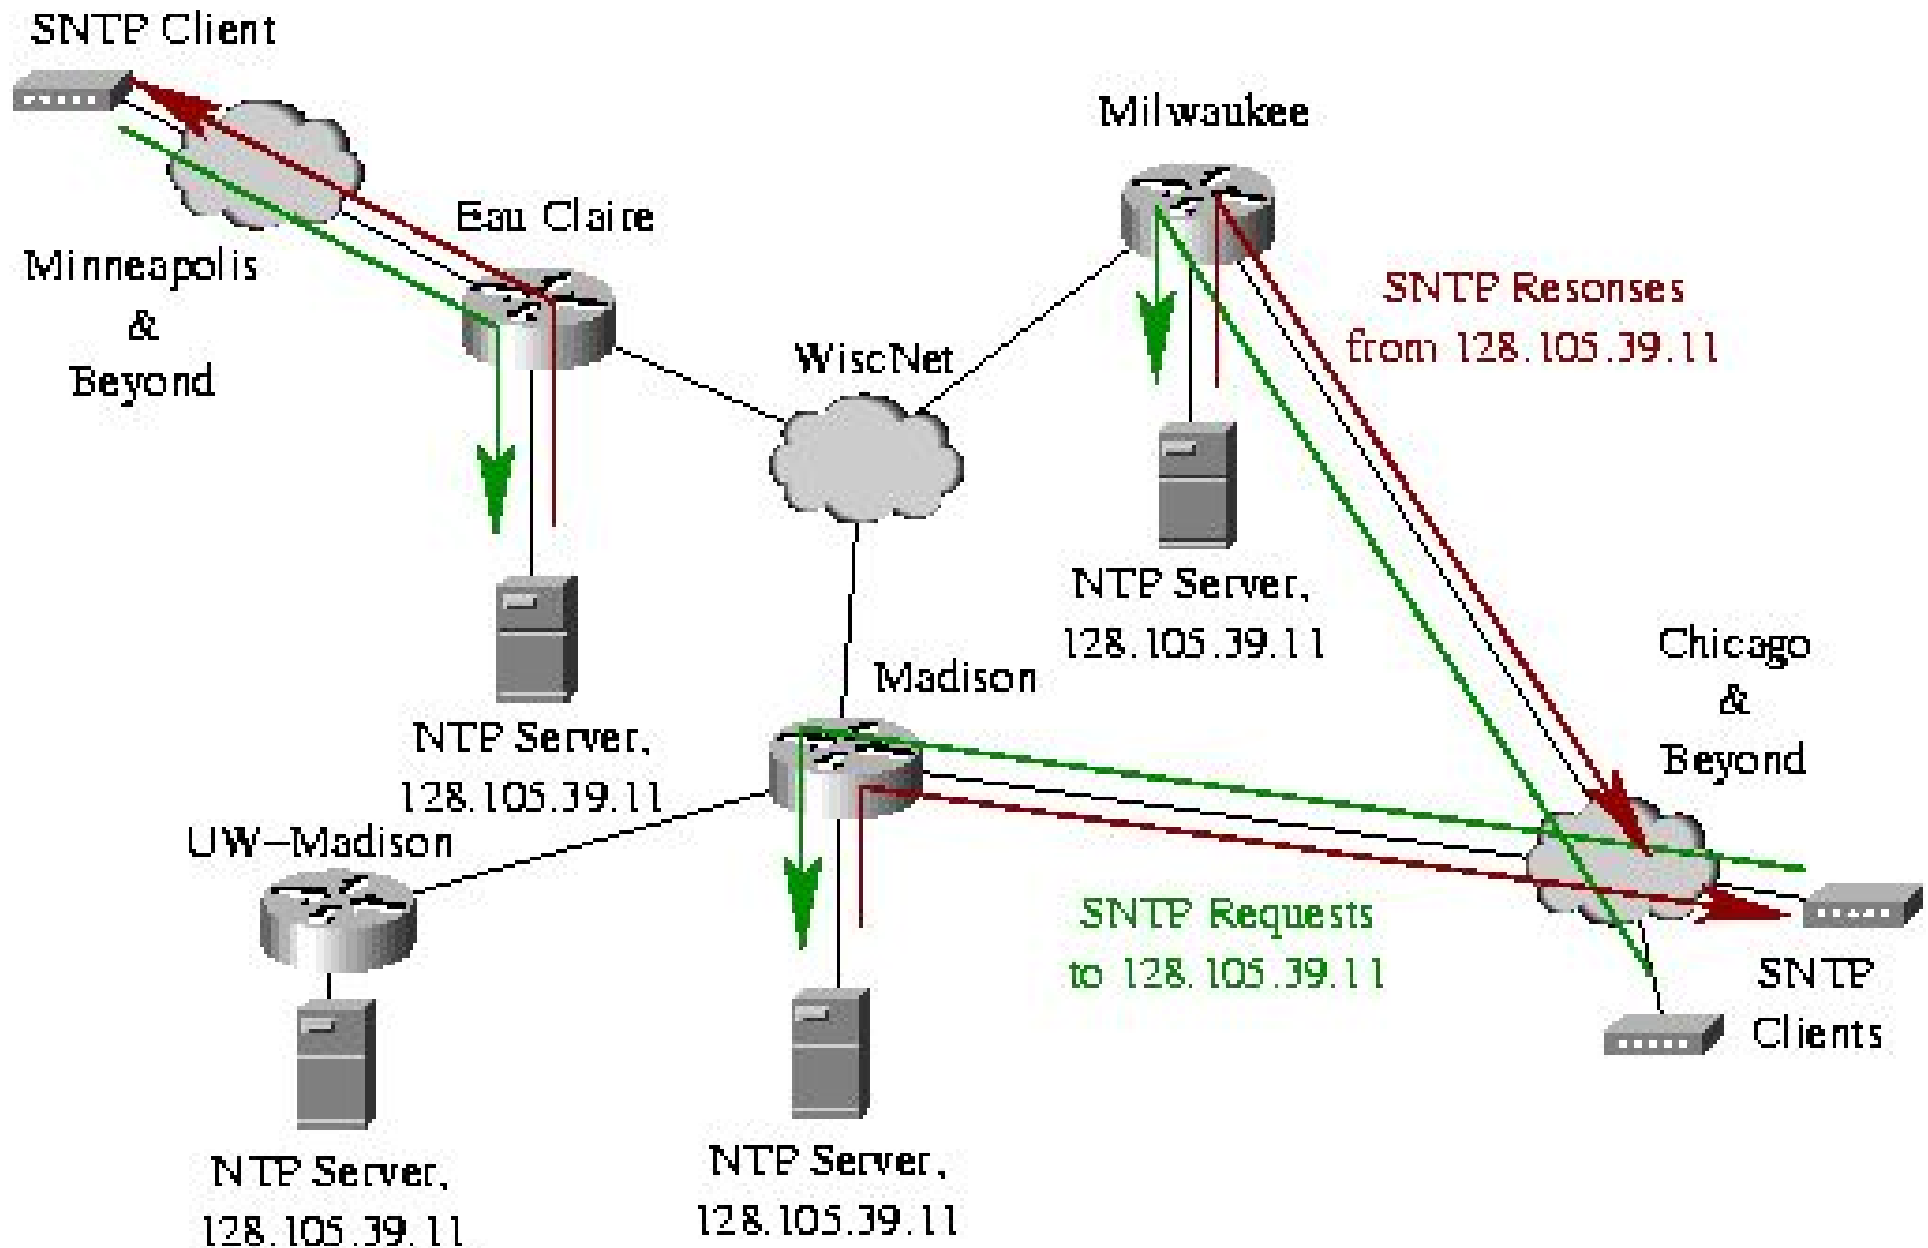 SNTP Client
Milwaukee
Eau Claire
Minneapolis
&
Beyond
SNTP Resonses
from 128.105.39.11
WiscNet
NTP Server,
128.105.39.11
Chicago
&
Beyond
Madison
NTP Server,
128.105.39.11
UW-Madison
SNTP Requests
to 128.105.39.11
SNTP
Clients
NTP Server,
128.105.39.11
NTP Server,
128.105.39.11